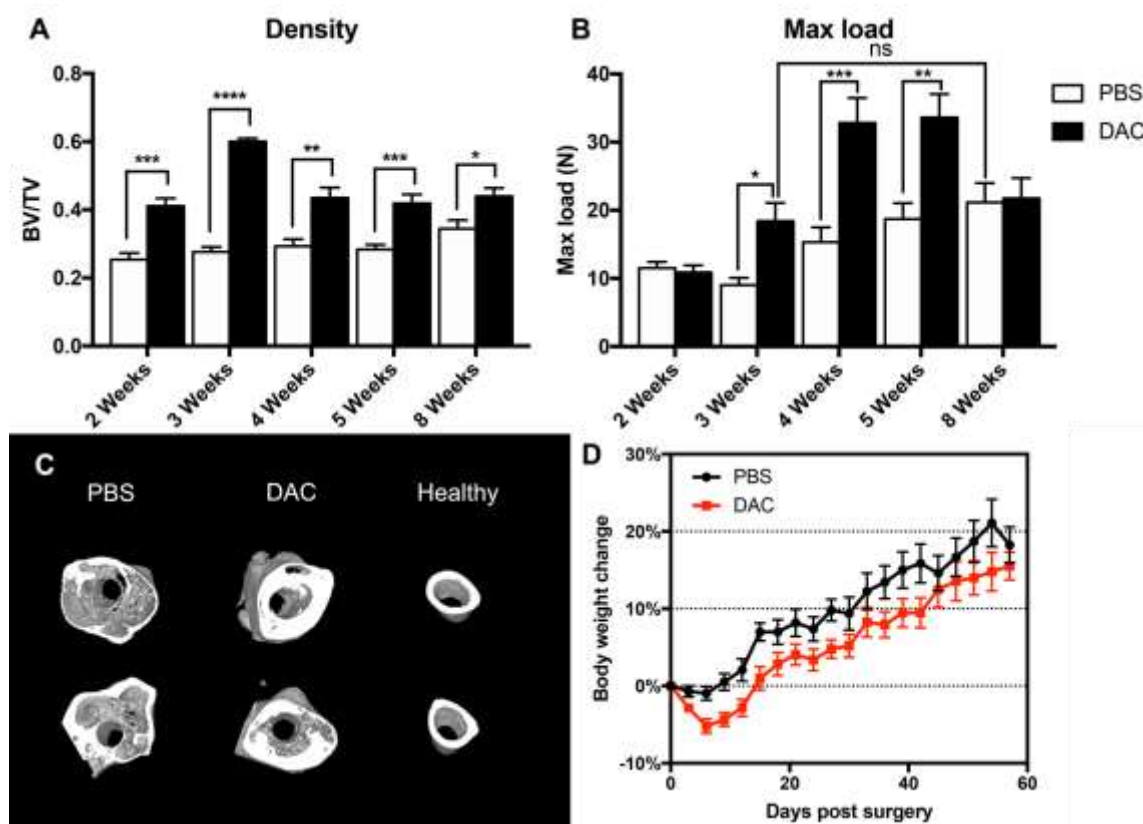 A
Density
BV/TV
0.8
0.6
0.4
0.2
0.0
***
****
**
***
*
2 Weeks
3 Weeks
4 Weeks
5 Weeks
8 Weeks
B
Max load
ns
Max load (N)
40
30
20
10
0
*
***
**
2 Weeks
3 Weeks
4 Weeks
5 Weeks
8 Weeks
PBS
DAC
C
PBS
DAC
Healthy
D
Body weight change
30%
20%
10%
0%
-10%
PBS
DAC
0
20
40
60
Days post surgery